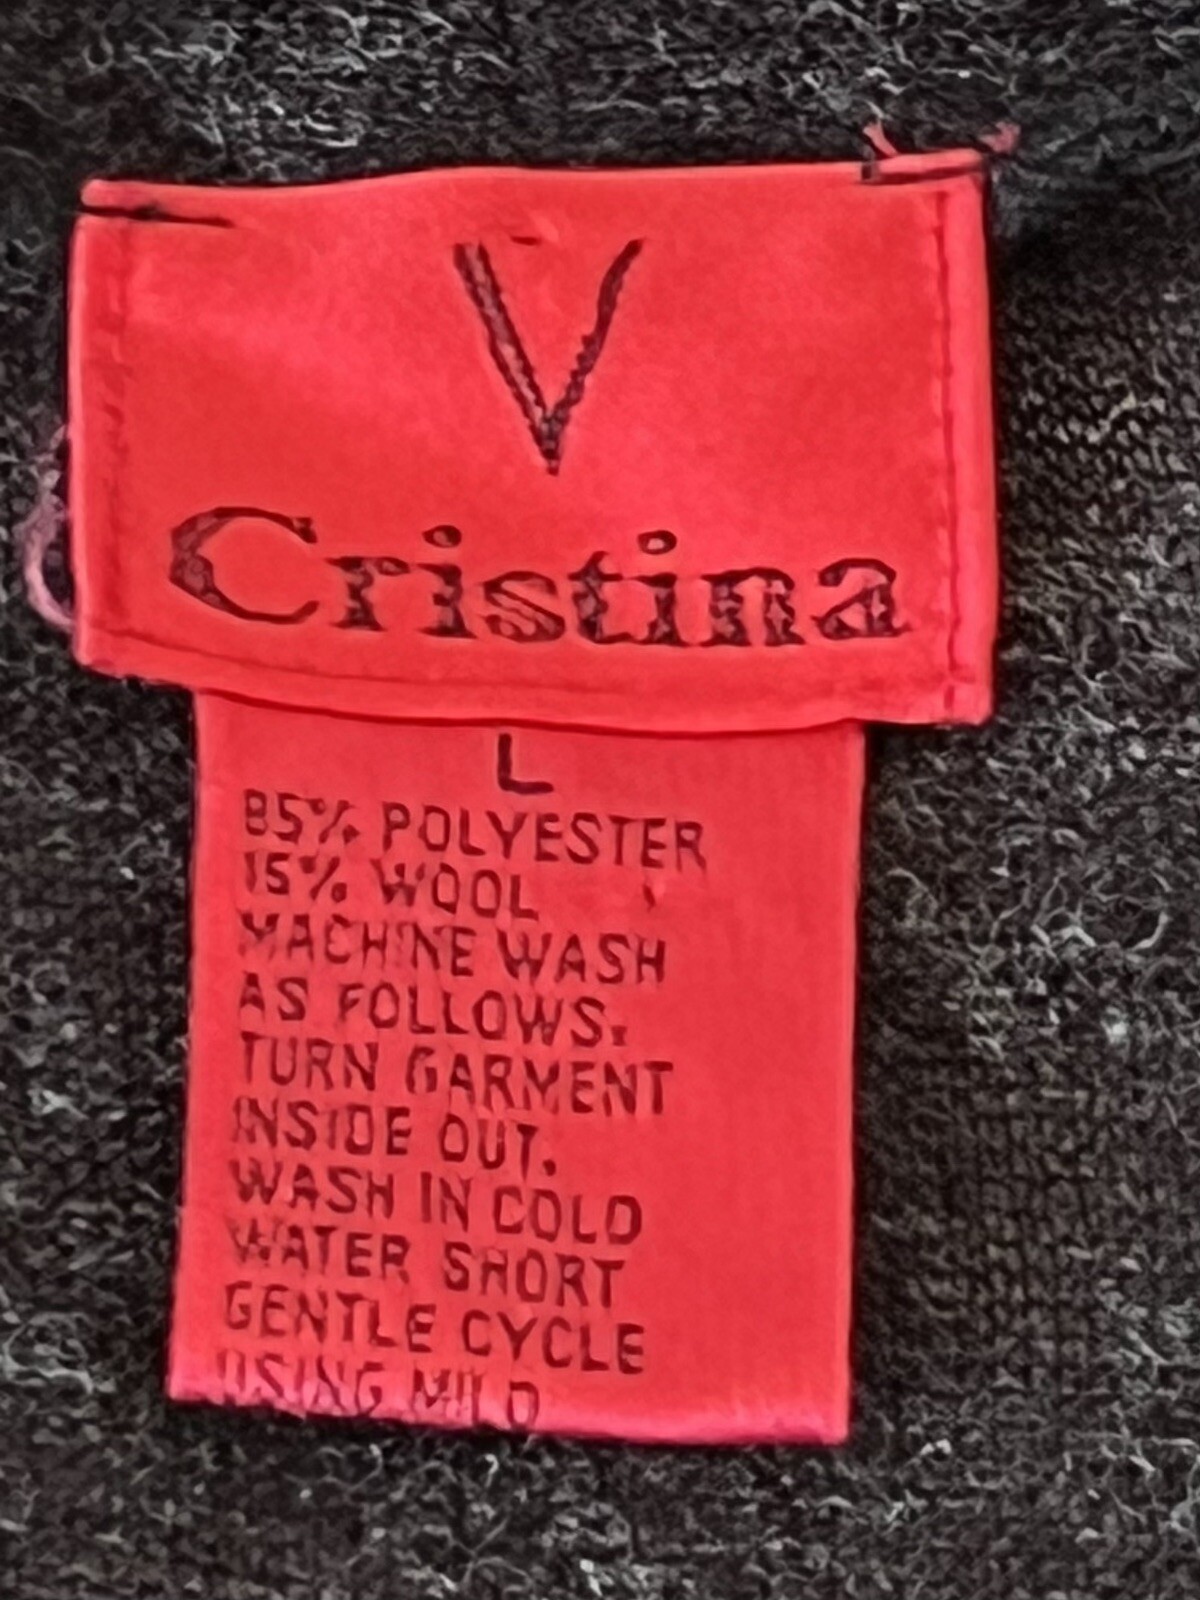 V
Cristina
L
85% POLYESTER
15% WOOL
MACHINE WASH
AS FOLLOWS.
TURN GARMENT
INSIDE OUT.
WASH IN COLD
WATER SHORT
GENTLE CYCLE
USING MILD